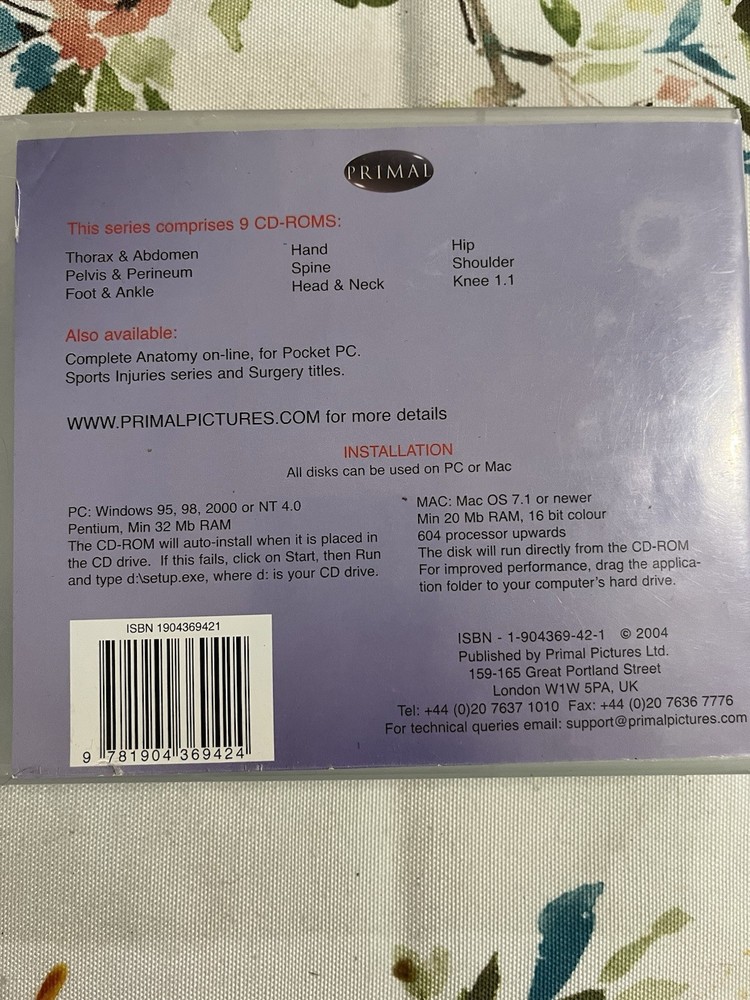 PRIMAL
This series comprises 9 CD-ROMS:
Thorax & Abdomen
Pelvis & Perineum
Foot & Ankle
Hand
Spine
Head & Neck
Hip
Shoulder
Knee 1.1
Also available:
Complete Anatomy on-line, for Pocket PC.
Sports Injuries series and Surgery titles.
WWW.PRIMALPICTURES.COM for more details
INSTALLATION
All disks can be used on PC or Mac
PC: Windows 95, 98, 2000 or NT 4.0
Pentium, Min 32 Mb RAM
The CD-ROM will auto-install when it is placed in
the CD drive. If this fails, click on Start, then Run
and type d:\setup.exe, where d: is your CD drive.
MAC: Mac OS 7.1 or newer
Min 20 Mb RAM, 16 bit colour
604 processor upwards
The disk will run directly from the CD-ROM
For improved performance, drag the applica-
tion folder to your computer's hard drive.
ISBN 1904369421
9 781904 369424
ISBN - 1-904369-42-1 © 2004
Published by Primal Pictures Ltd.
159-165 Great Portland Street
London W1W 5PA, UK
Tel: +44 (0)20 7637 1010 Fax: +44 (0)20 7636 7776
For technical queries email: support@primalpictures.com